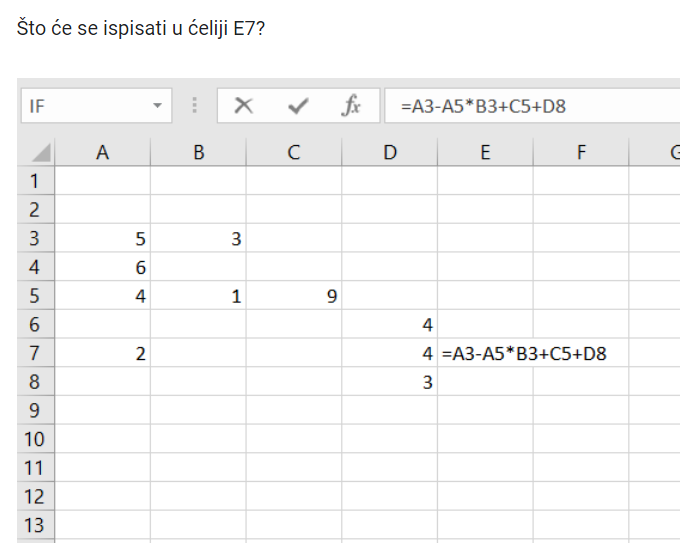 Što će se ispisati u ćeliji E7?
IF fx =A3-A5*B3+C5+D8
A B C D E F G
1
2
3 5 3
4 6
5 4 1 9
6 4
7 2 4 =A3-A5*B3+C5+D8
8 3
9
10
11
12
13